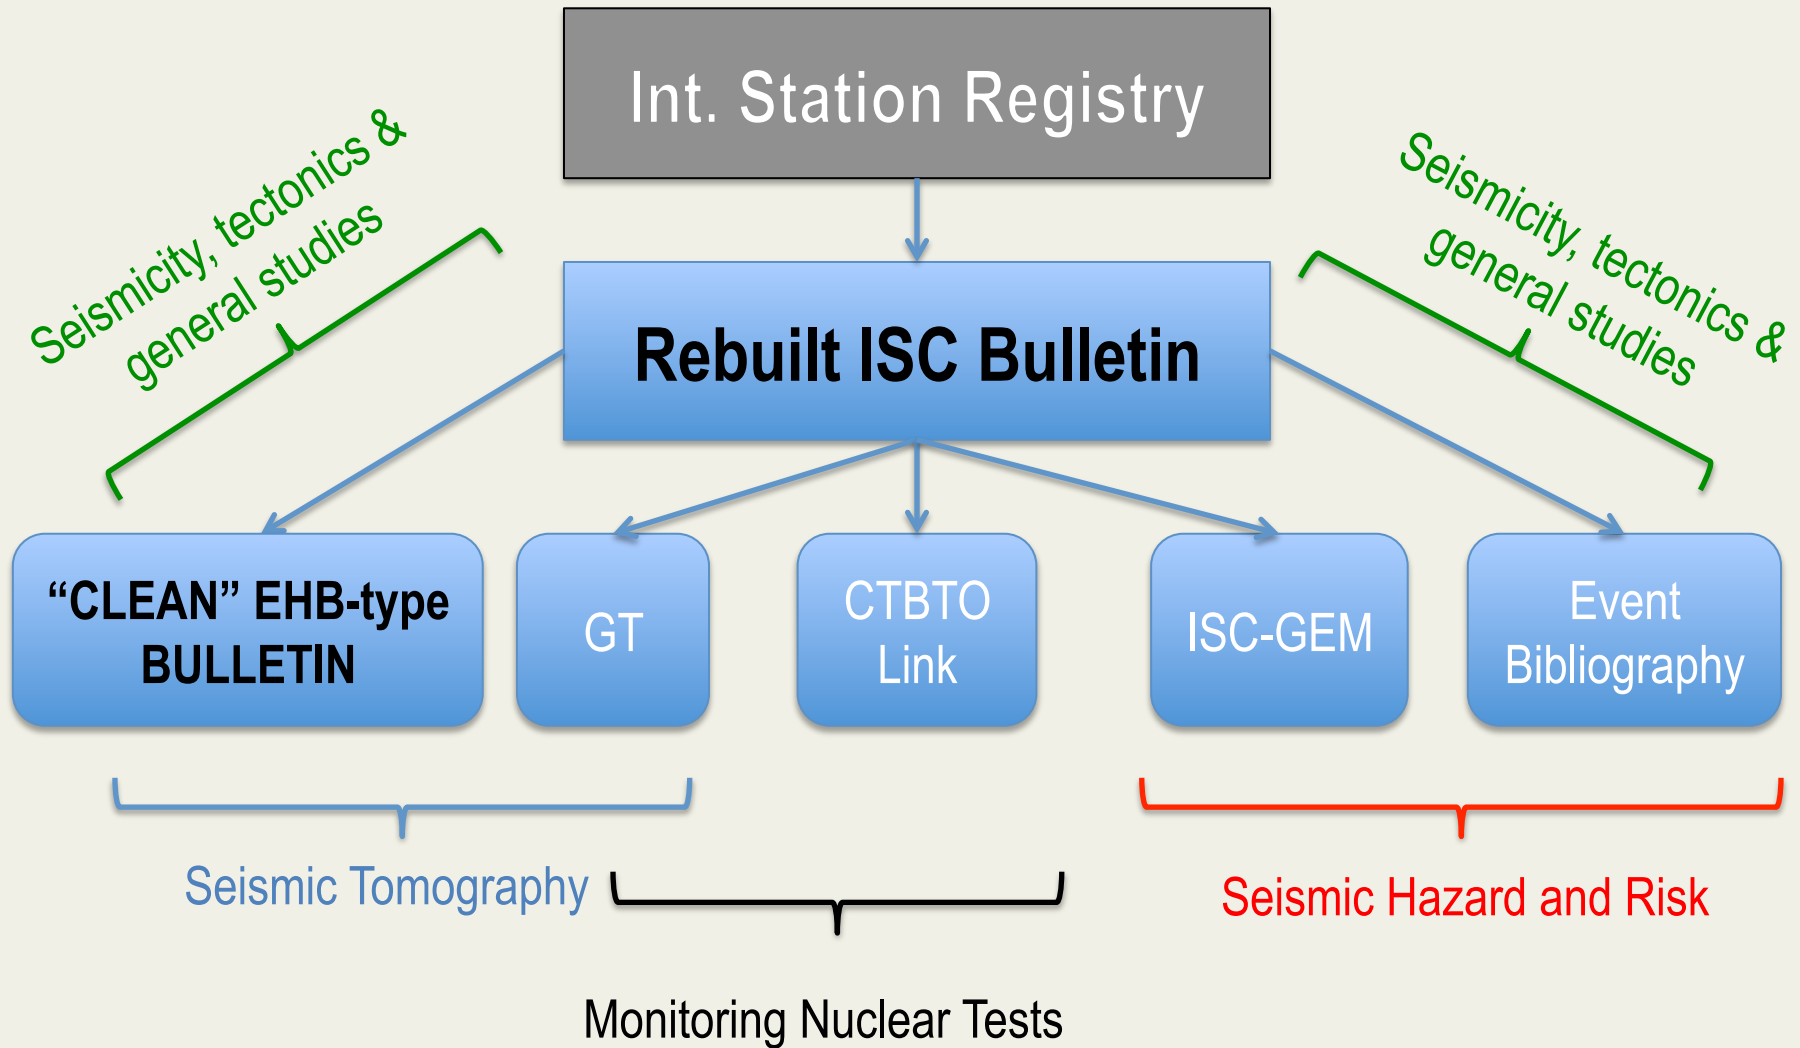 Int. Station Registry
Seismicity, tectonics &
general studies
Seismicity, tectonics &
general studies
Rebuilt ISC Bulletin
“CLEAN” EHB-type
BULLETIN
GT
CTBTO
Link
ISC-GEM
Event
Bibliography
Seismic Tomography
Seismic Hazard and Risk
Monitoring Nuclear Tests